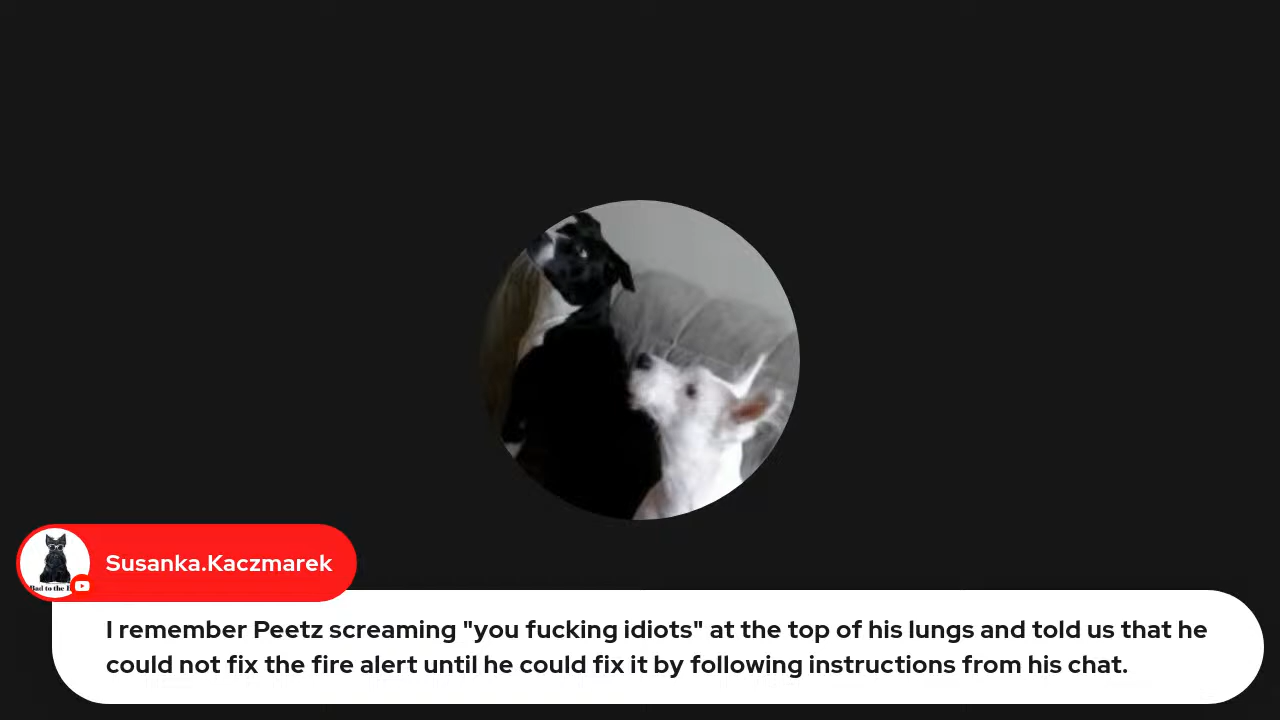 Susanka.Kaczmarek
I remember Peetz screaming "you fucking idiots" at the top of his lungs and told us that he
could not fix the fire alert until he could fix it by following instructions from his chat.